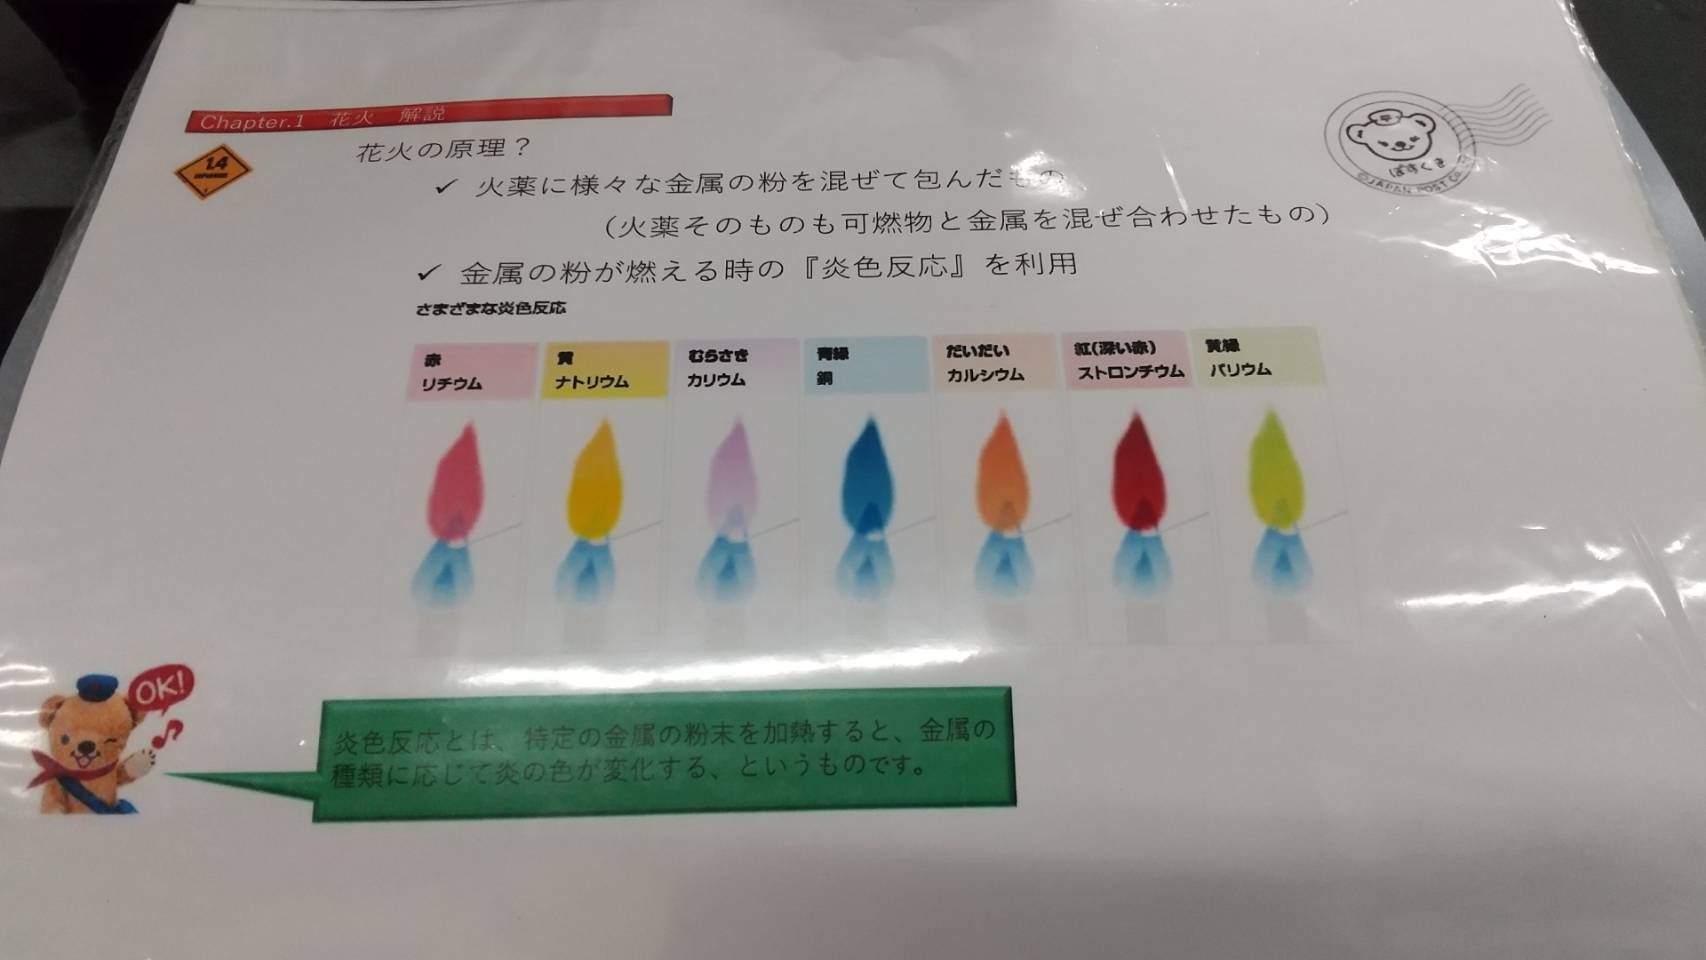 Chapter.1 花火 解説
1.4
花火の原理？
✓ 火薬に様々な金属の粉を混ぜて包んだもの
（火薬そのものも可燃物と金属を混ぜ合わせたもの）
✓ 金属の粉が燃える時の『炎色反応』を利用
ぽすくま
©JAPAN POST Co.
さまざまな炎色反応
赤
リチウム
黄
ナトリウム
むらさき
カリウム
青緑
銅
だいだい
カルシウム
紅(深い赤)
ストロンチウム
黄緑
バリウム
OK!
炎色反応とは、特定の金属の粉末を加熱すると、金属の
種類に応じて炎の色が変化する、というものです。